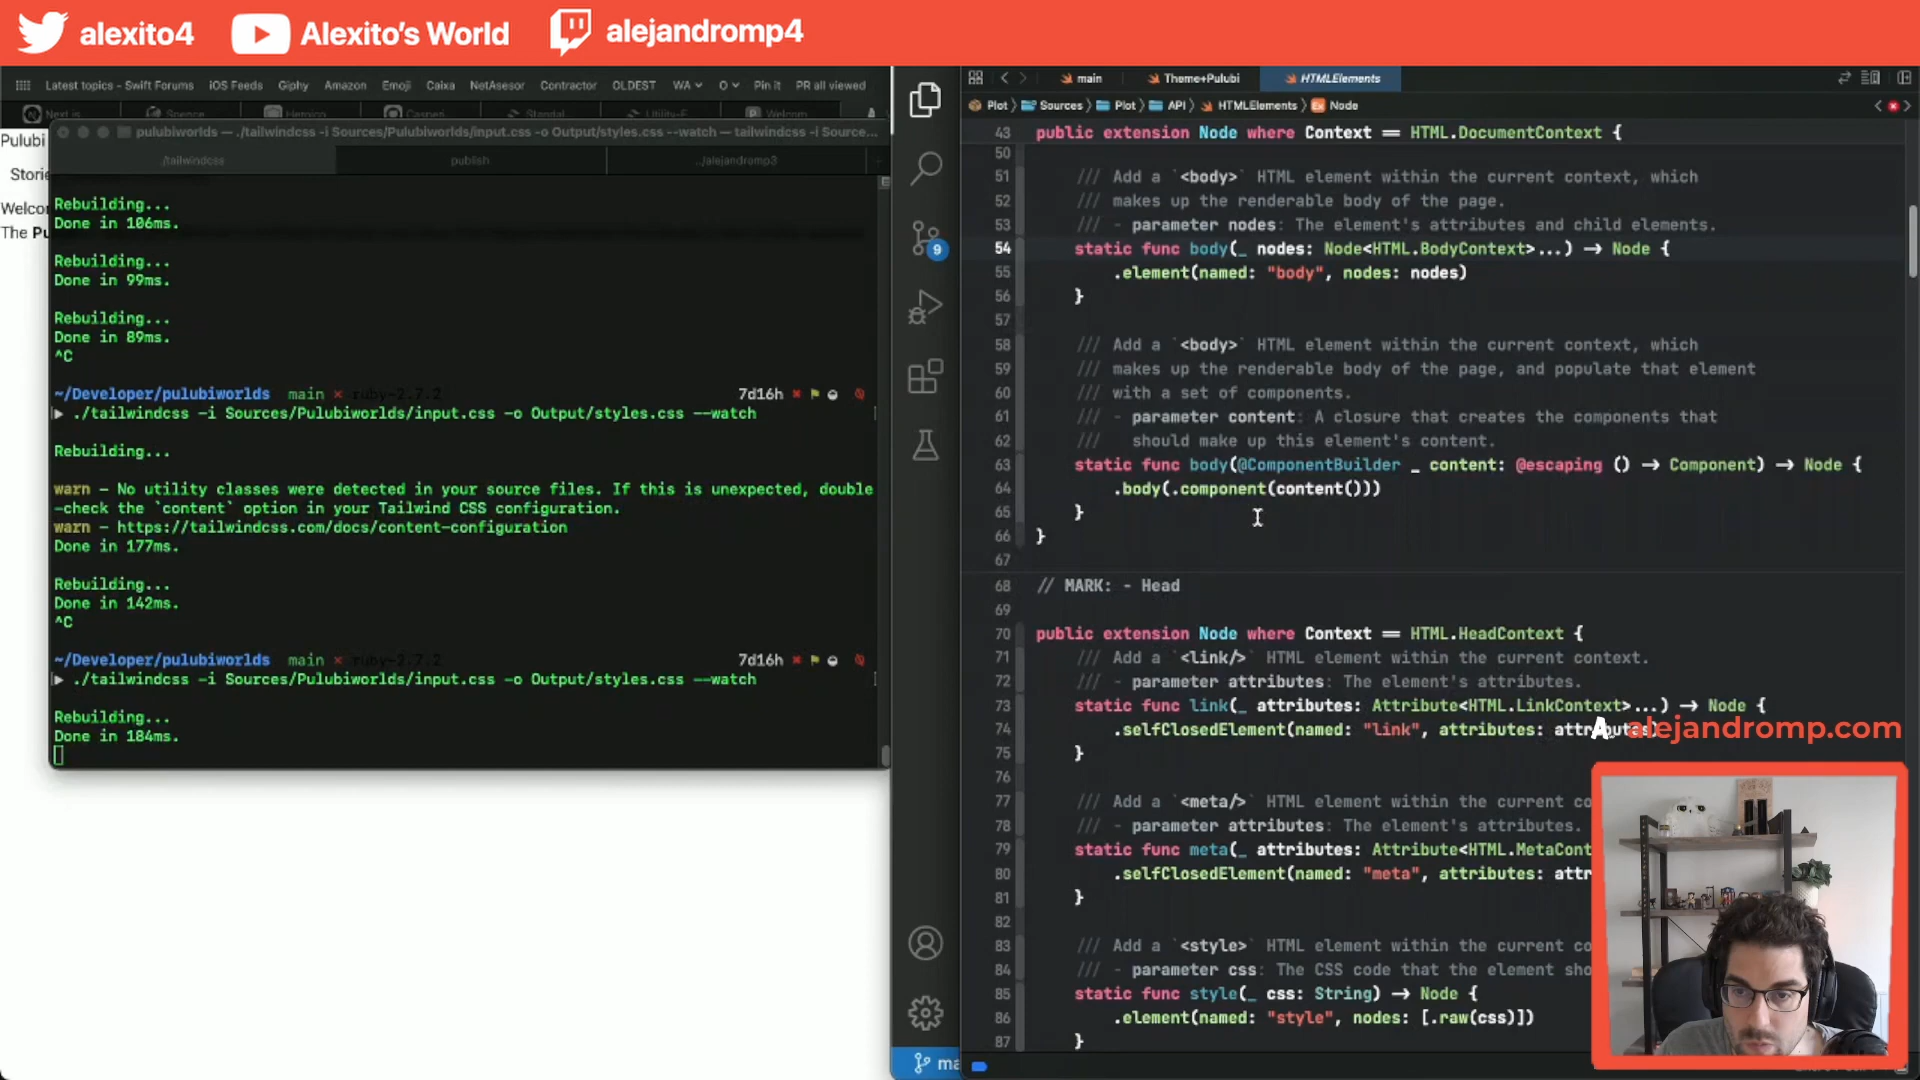 alexito4
Alexito's World
alejandromp4
Latest topics - Swift Forums
iOS Feeds
Giphy
Amazon
Emoji
Caixa
NetAsesor
Contractor
OLDEST
WA
O
Pin it
PR all viewed
Pulubi
Storie
Welcom
The Pu
pulubiworlds — ./tailwindcss -i Sources/Pulubiworlds/input.css -o Output/styles.css --watch — tailwindcss -i Source...
./tailwindcss
publish
../alejandromp3
Rebuilding...
Done in 106ms.
Rebuilding...
Done in 99ms.
Rebuilding...
Done in 89ms.
^C
~/Developer/pulubiworlds main × ruby-2.7.2 7d16h
./tailwindcss -i Sources/Pulubiworlds/input.css -o Output/styles.css --watch
Rebuilding...
warn - No utility classes were detected in your source files. If this is unexpected, double
-check the `content` option in your Tailwind CSS configuration.
warn - https://tailwindcss.com/docs/content-configuration
Done in 177ms.
Rebuilding...
Done in 142ms.
^C
~/Developer/pulubiworlds main × ruby-2.7.2 7d16h
./tailwindcss -i Sources/Pulubiworlds/input.css -o Output/styles.css --watch
Rebuilding...
Done in 184ms.
9
ma
main
Theme+Pulubi
HTMLElements
Plot
Sources
Plot
API
HTMLElements
Ex Node
43 public extension Node where Context == HTML.DocumentContext {
50
51 /// Add a `<body>` HTML element within the current context, which
52 /// makes up the renderable body of the page.
53 /// - parameter nodes: The element's attributes and child elements.
54 static func body(_ nodes: Node<HTML.BodyContext>...) -> Node {
55 .element(named: "body", nodes: nodes)
56 }
57
58 /// Add a `<body>` HTML element within the current context, which
59 /// makes up the renderable body of the page, and populate that element
60 /// with a set of components.
61 /// - parameter content: A closure that creates the components that
62 /// should make up this element's content.
63 static func body(@ComponentBuilder _ content: @escaping () -> Component) -> Node {
64 .body(.component(content()))
65 }
66 }
67
68 // MARK: - Head
69
70 public extension Node where Context == HTML.HeadContext {
71 /// Add a `<link/>` HTML element within the current context.
72 /// - parameter attributes: The element's attributes.
73 static func link(_ attributes: Attribute<HTML.LinkContext>...) -> Node {
74 .selfClosedElement(named: "link", attributes: attributes)
75 }
76
77 /// Add a `<meta/>` HTML element within the current co
78 /// - parameter attributes: The element's attributes.
79 static func meta(_ attributes: Attribute<HTML.MetaCont
80 .selfClosedElement(named: "meta", attributes: attr
81 }
82
83 /// Add a `<style>` HTML element within the current co
84 /// - parameter css: The CSS code that the element sho
85 static func style(_ css: String) -> Node {
86 .element(named: "style", nodes: [.raw(css)])
87 }
alejandromp.com